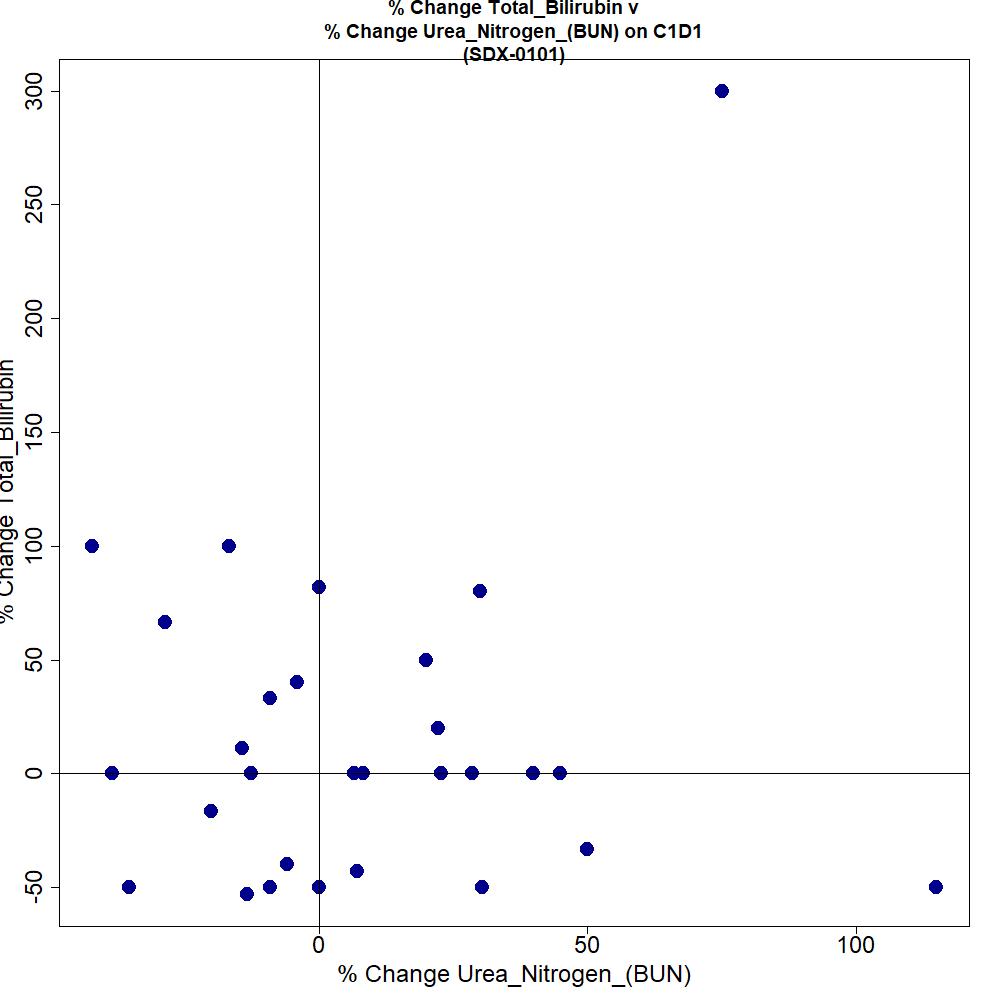 % Change Total_Bilirubin v
% Change Urea_Nitrogen_(BUN) on C1D1
(SDX-0101)
% Change Total_Bilirubin
300
250
200
150
100
50
0
-50
0
50
100
% Change Urea_Nitrogen_(BUN)